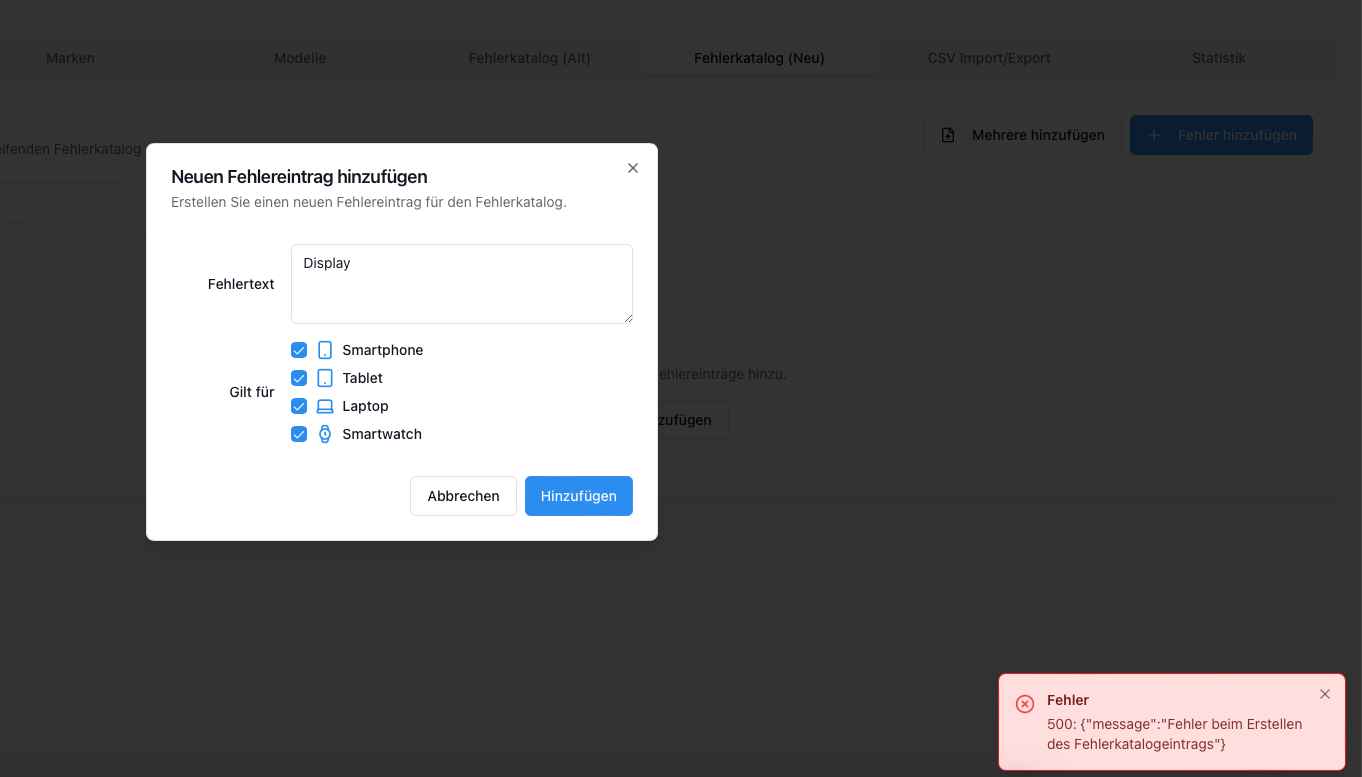 Marken Modelle Fehlerkatalog (Alt) Fehlerkatalog (Neu) CSV Import/Export Statistik
Mehrere hinzufügen + Fehler hinzufügen
eifenden Fehlerkatalog
Neuen Fehlereintrag hinzufügen
Erstellen Sie einen neuen Fehlereintrag für den Fehlerkatalog.
Fehlertext
Display
Gilt für
Smartphone
Tablet
Laptop
Smartwatch
ehlereinträge hinzu.
zufügen
Abbrechen Hinzufügen
Fehler
500: {"message":"Fehler beim Erstellen
des Fehlerkatalogeintrags"}